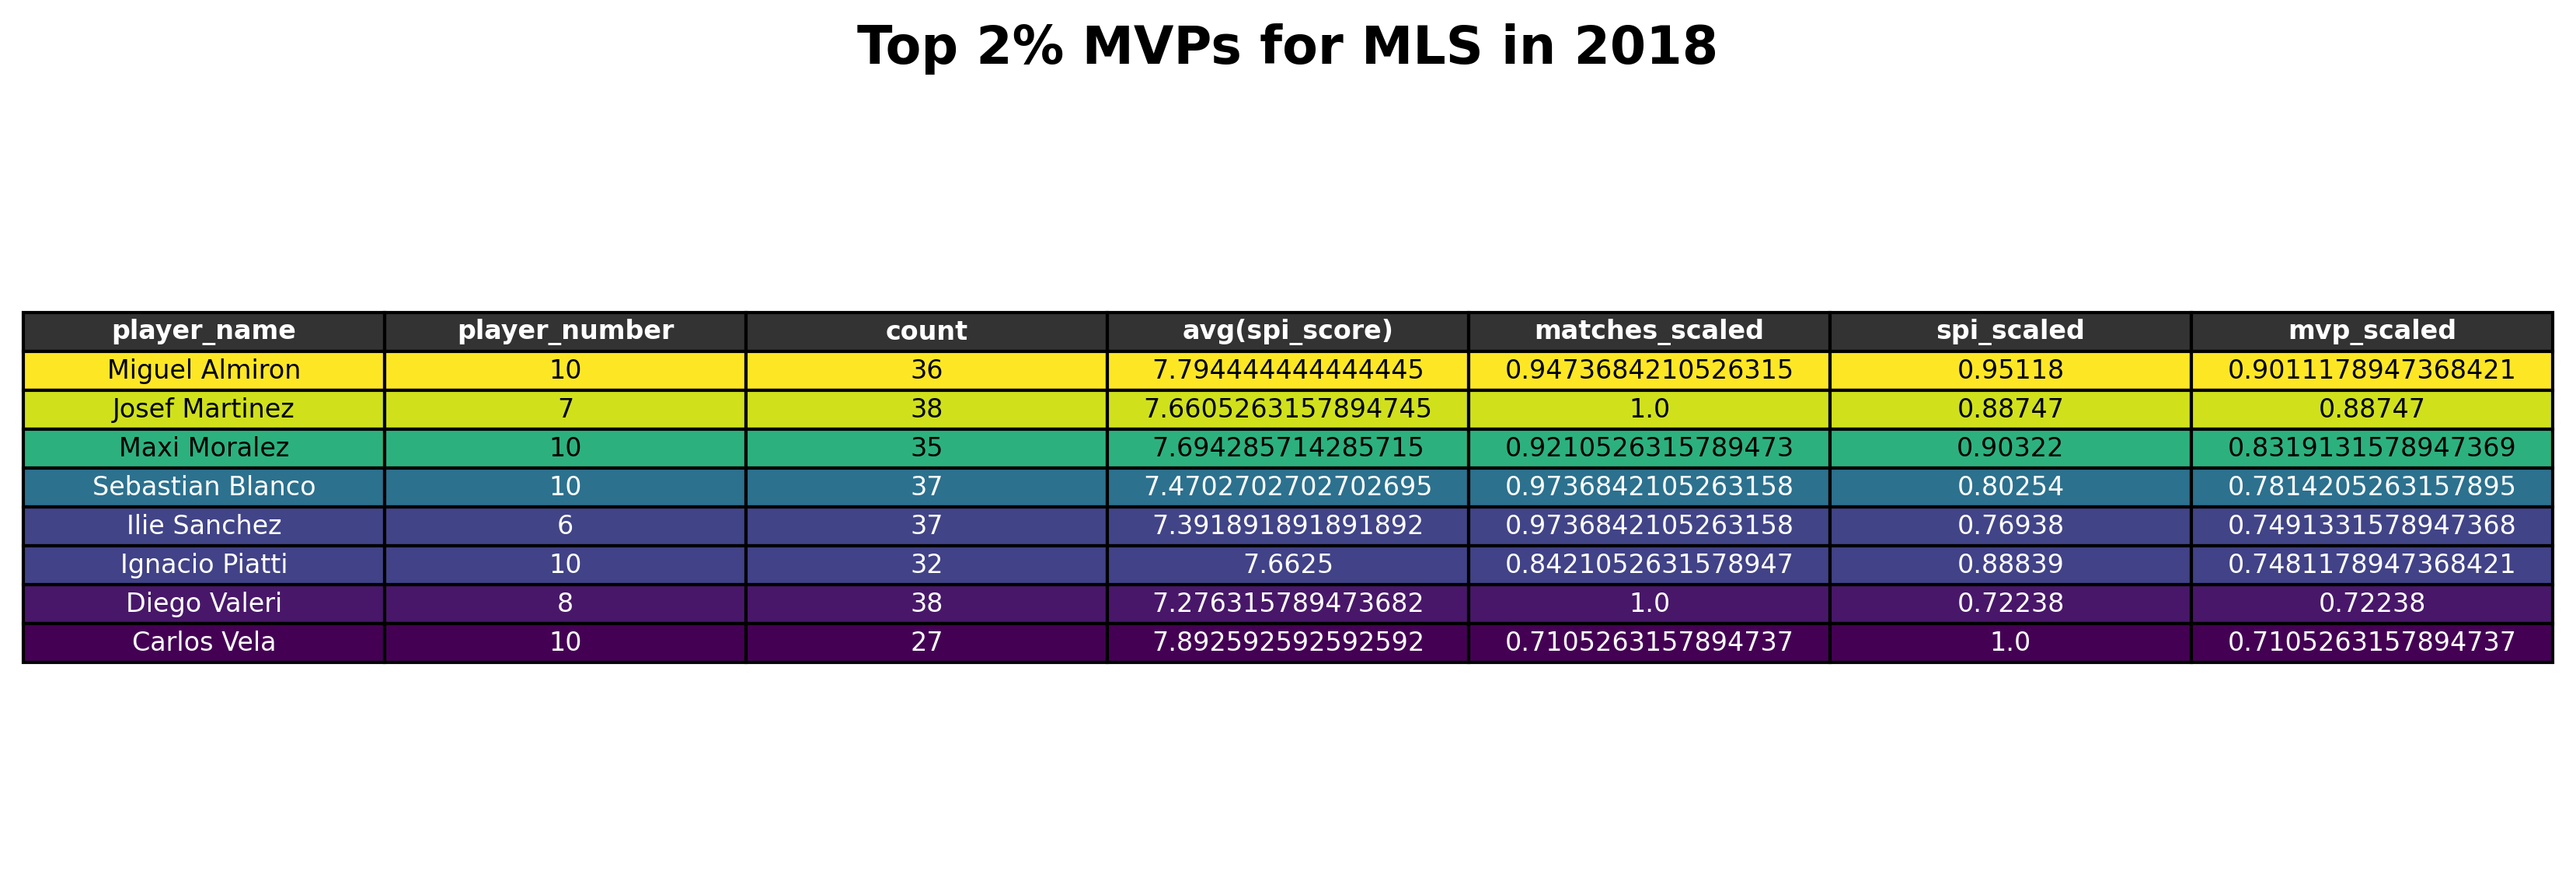 Top 2% MVPs for MLS in 2018
player_name player_number count avg(spi_score) matches_scaled spi_scaled mvp_scaled
Miguel Almiron 10 36 7.794444444444445 0.9473684210526315 0.95118 0.9011178947368421
Josef Martinez 7 38 7.6605263157894745 1.0 0.88747 0.88747
Maxi Moralez 10 35 7.694285714285715 0.9210526315789473 0.90322 0.8319131578947369
Sebastian Blanco 10 37 7.4702702702702695 0.9736842105263158 0.80254 0.7814205263157895
Ilie Sanchez 6 37 7.391891891891892 0.9736842105263158 0.76938 0.7491331578947368
Ignacio Piatti 10 32 7.6625 0.8421052631578947 0.88839 0.7481178947368421
Diego Valeri 8 38 7.276315789473682 1.0 0.72238 0.72238
Carlos Vela 10 27 7.892592592592592 0.7105263157894737 1.0 0.7105263157894737